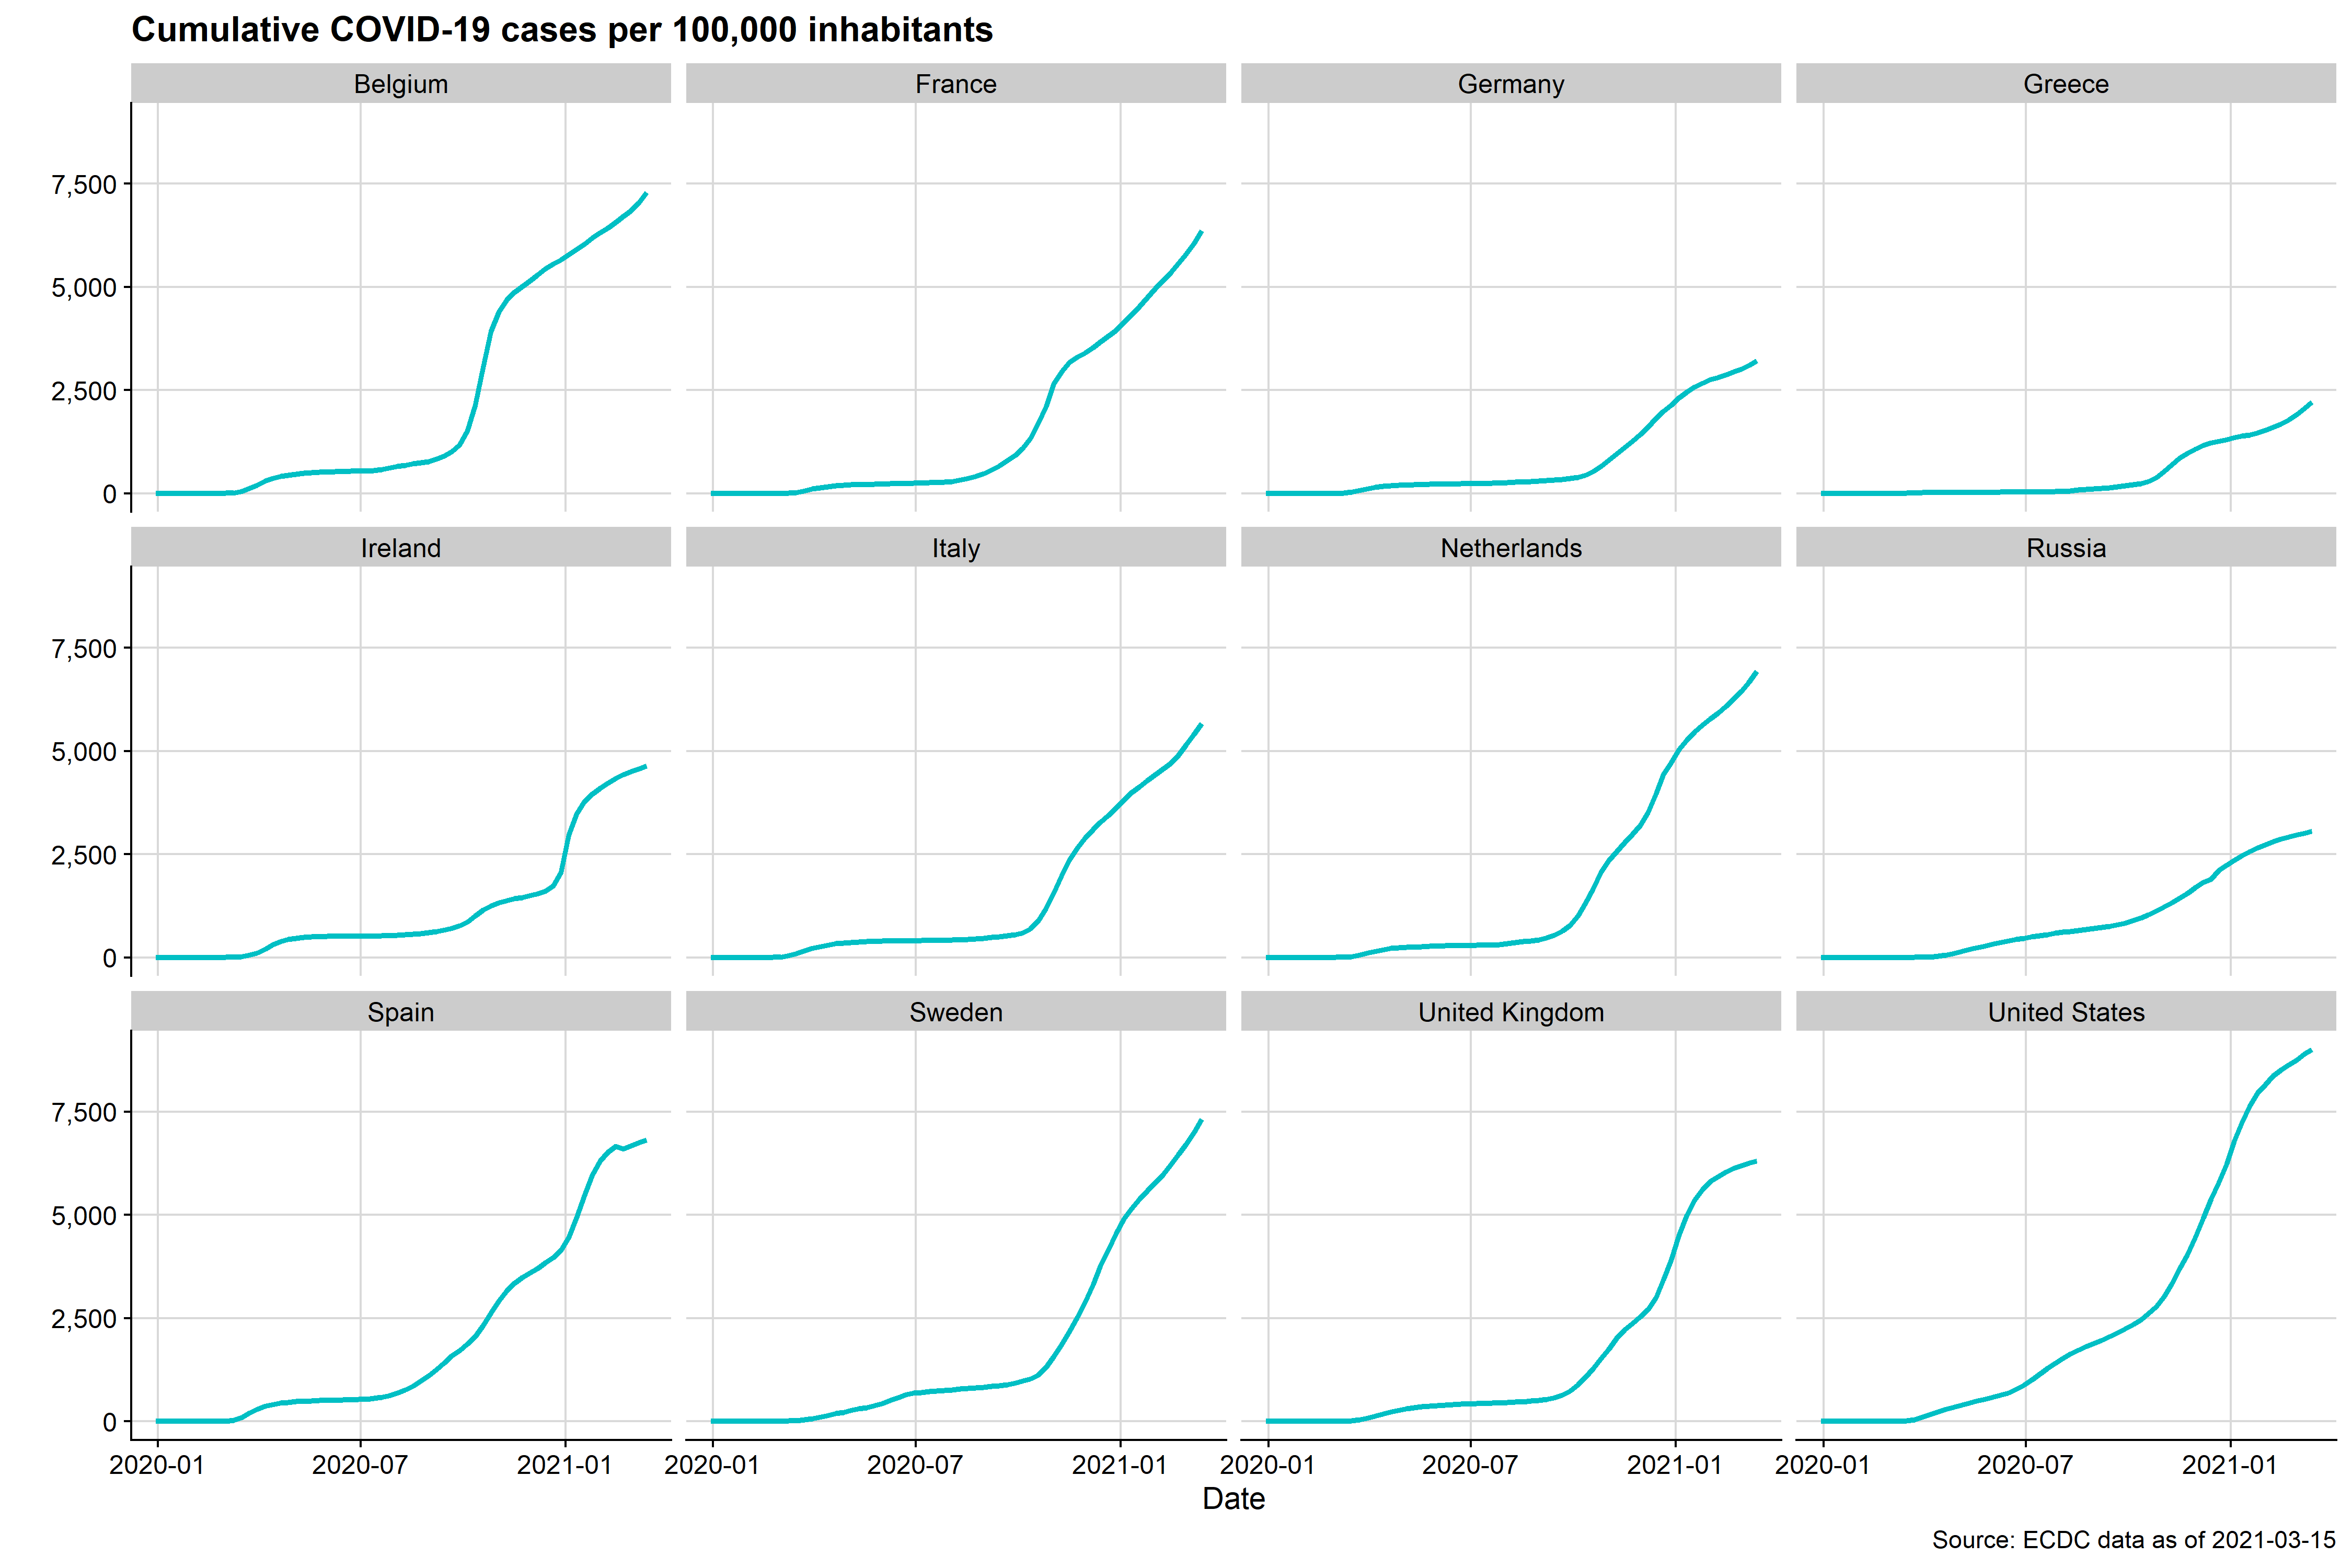 Cumulative COVID-19 cases per 100,000 inhabitants
Belgium France Germany Greece
7,500
5,000
2,500
0
Ireland Italy Netherlands Russia
7,500
5,000
2,500
0
Spain Sweden United Kingdom United States
7,500
5,000
2,500
0
2020-01 2020-07 2021-01 2020-01 2020-07 2021-01 2020-01 2020-07 2021-01 2020-01 2020-07 2021-01
Date
Source: ECDC data as of 2021-03-15